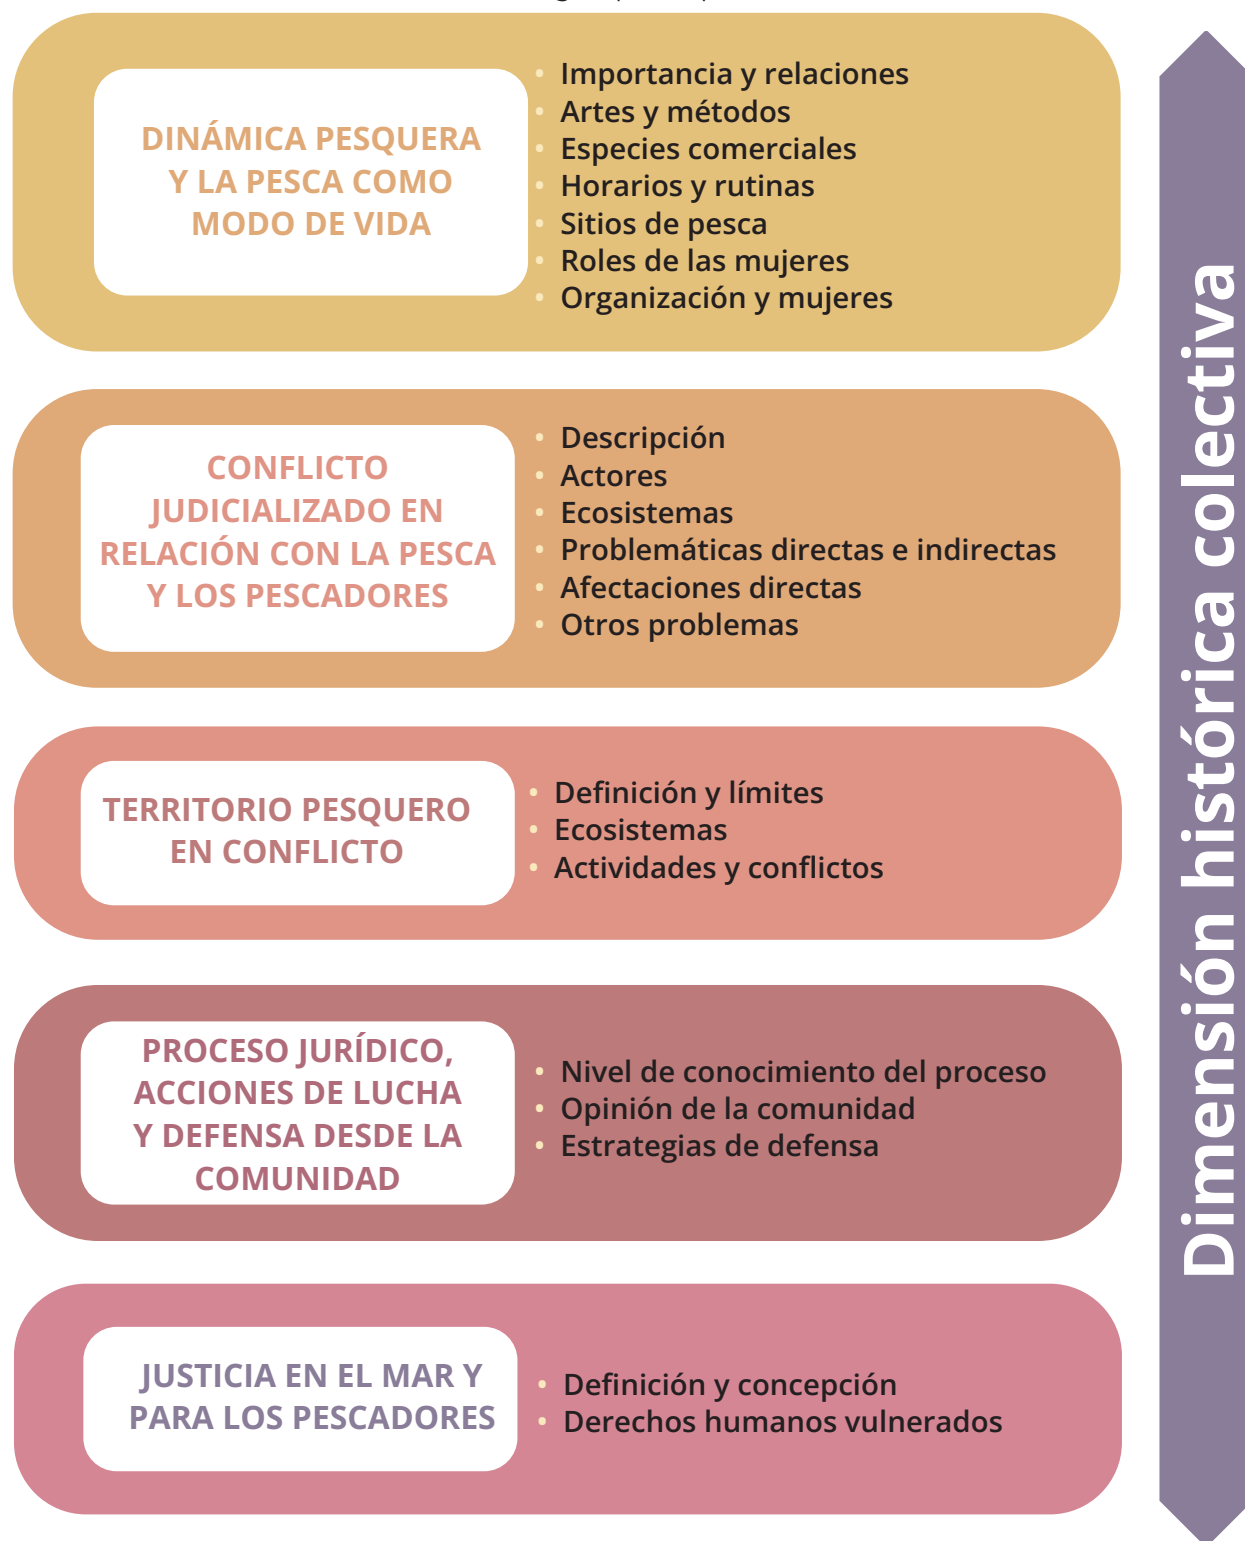 DINÁMICA PESQUERA
Y LA PESCA COMO
MODO DE VIDA
• Importancia y relaciones
• Artes y métodos
• Especies comerciales
• Horarios y rutinas
• Sitios de pesca
• Roles de las mujeres
• Organización y mujeres
CONFLICTO
JUDICIALIZADO EN
RELACIÓN CON LA PESCA
Y LOS PESCADORES
• Descripción
• Actores
• Ecosistemas
• Problemáticas directas e indirectas
• Afectaciones directas
• Otros problemas
TERRITORIO PESQUERO
EN CONFLICTO
• Definición y límites
• Ecosistemas
• Actividades y conflictos
PROCESO JURÍDICO,
ACCIONES DE LUCHA
Y DEFENSA DESDE LA
COMUNIDAD
• Nivel de conocimiento del proceso
• Opinión de la comunidad
• Estrategias de defensa
JUSTICIA EN EL MAR Y
PARA LOS PESCADORES
• Definición y concepción
• Derechos humanos vulnerados
Dimensión histórica colectiva